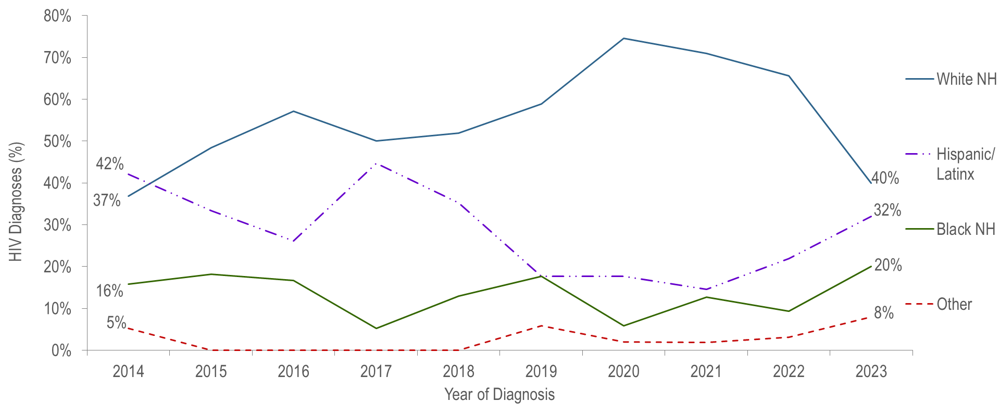 80%
70%
60%
50%
40%
30%
20%
10%
0%
HIV Diagnoses (%)
42%
37%
16%
5%
40%
32%
20%
8%
2014 2015 2016 2017 2018 2019 2020 2021 2022 2023
Year of Diagnosis
White NH
Hispanic/
Latinx
Black NH
Other